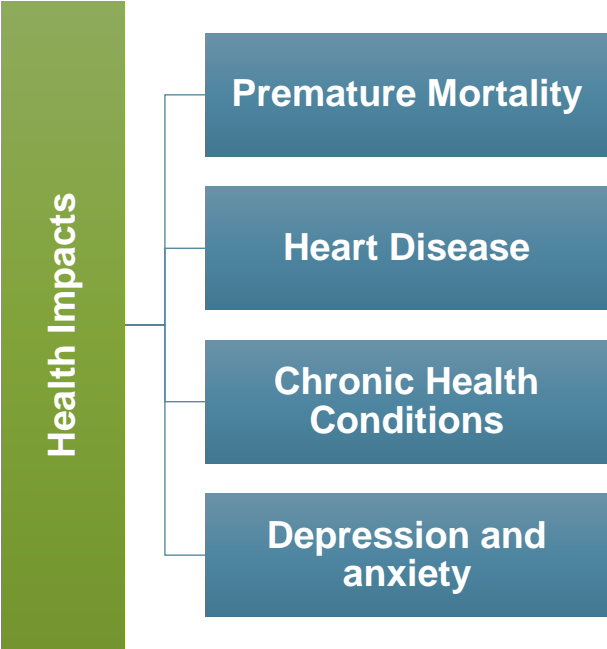 Health Impacts
Premature Mortality
Heart Disease
Chronic Health
Conditions
Depression and
anxiety